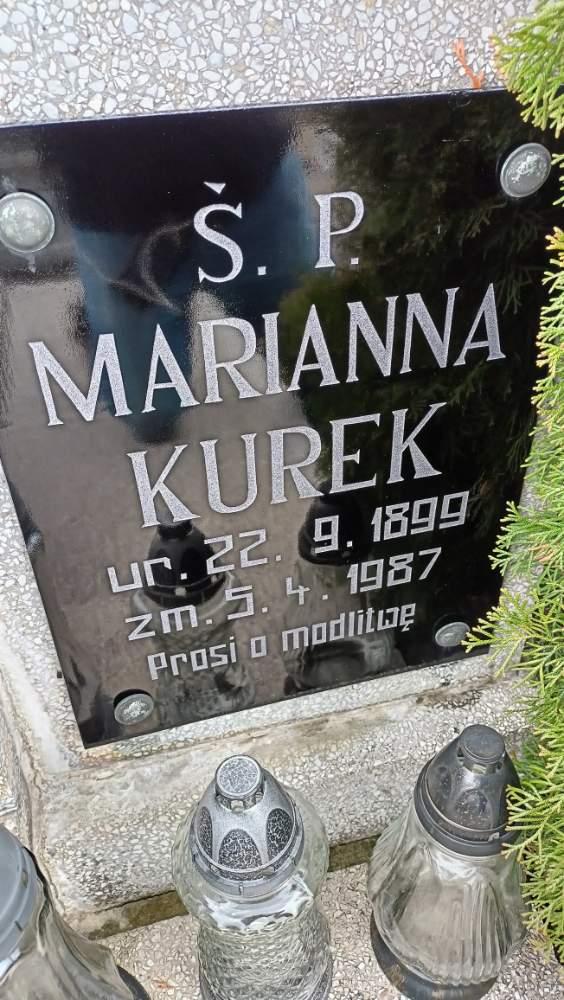 Š. P.
MARIANNA
KUREK
ur. 22. 9. 1899
zm. 5. 4. 1987
Prosi o modlitwę